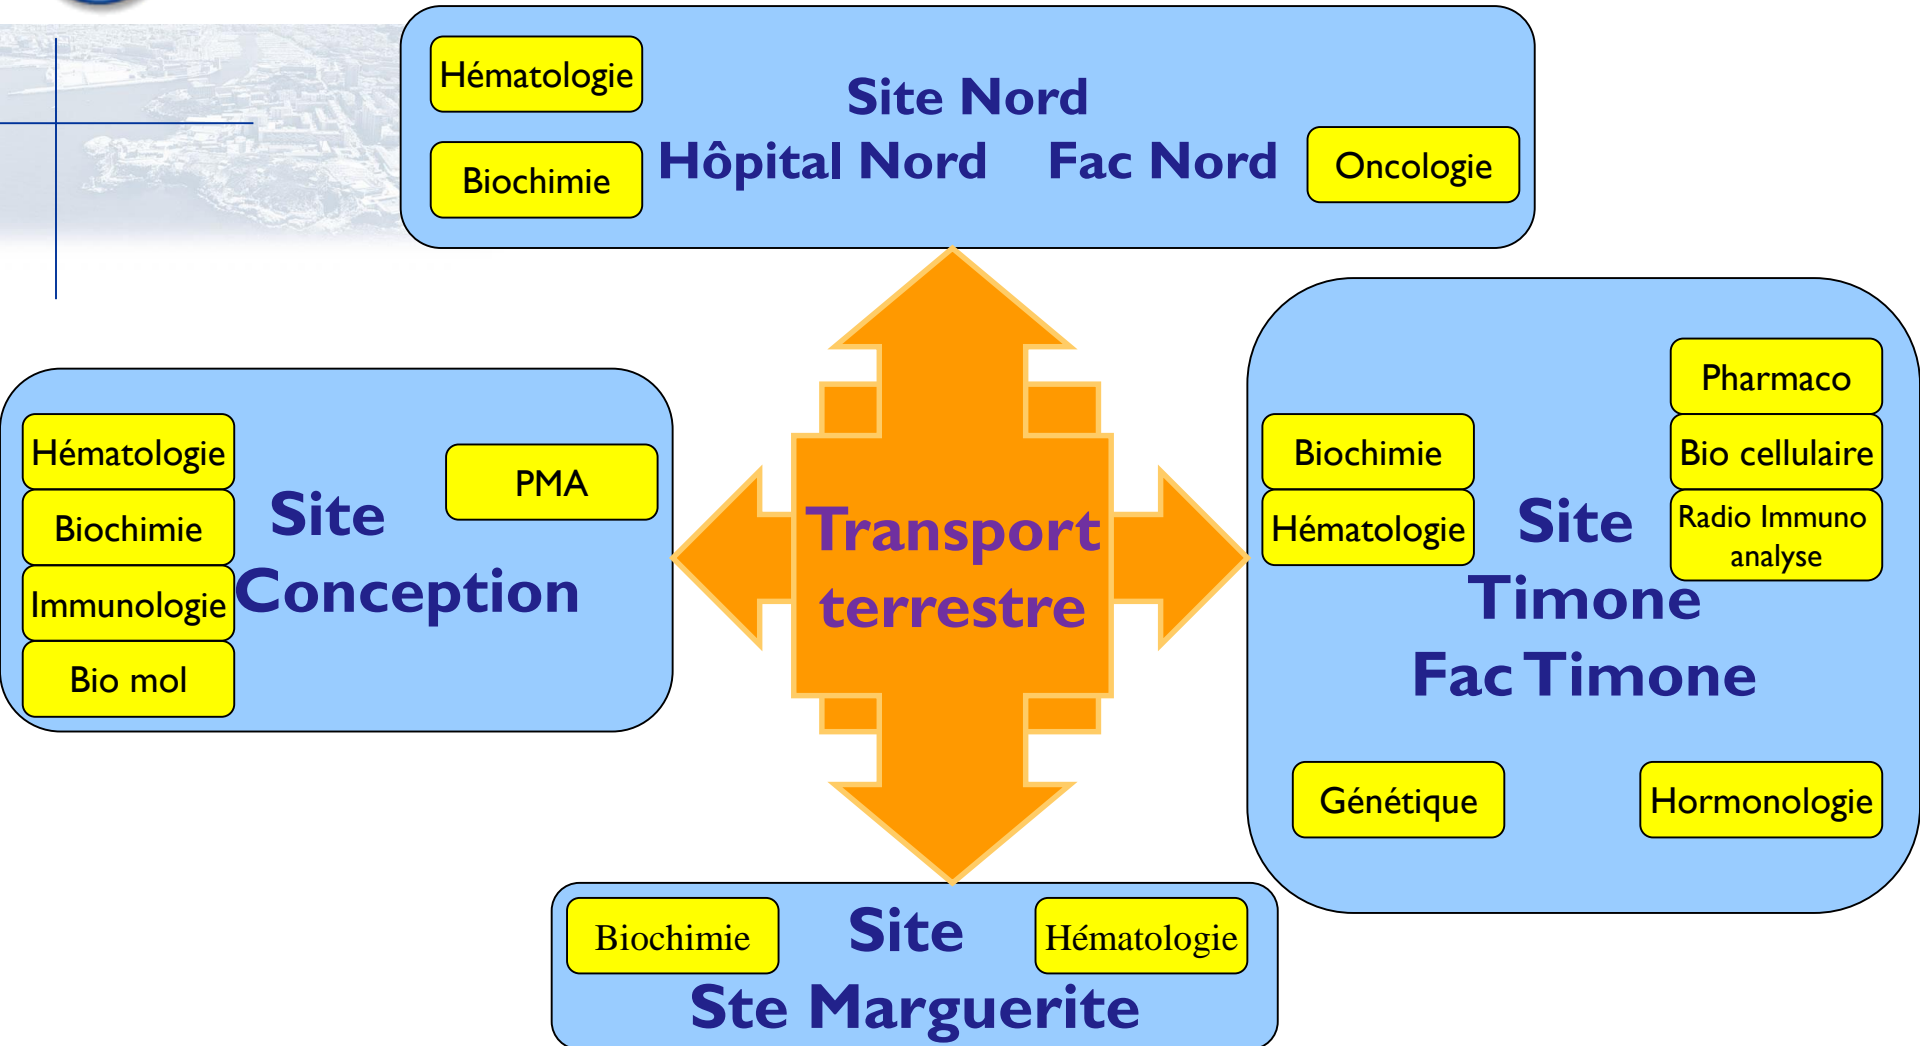 Hématologie
Biochimie
Site Nord
Hôpital Nord Fac Nord
Oncologie
Hématologie
Biochimie
Immunologie
Bio mol
PMA
Site
Conception
Transport
terrestre
Biochimie
Hématologie
Pharmaco
Bio cellulaire
Radio Immuno
analyse
Site
Timone
Fac Timone
Génétique
Hormonologie
Biochimie
Site
Ste Marguerite
Hématologie